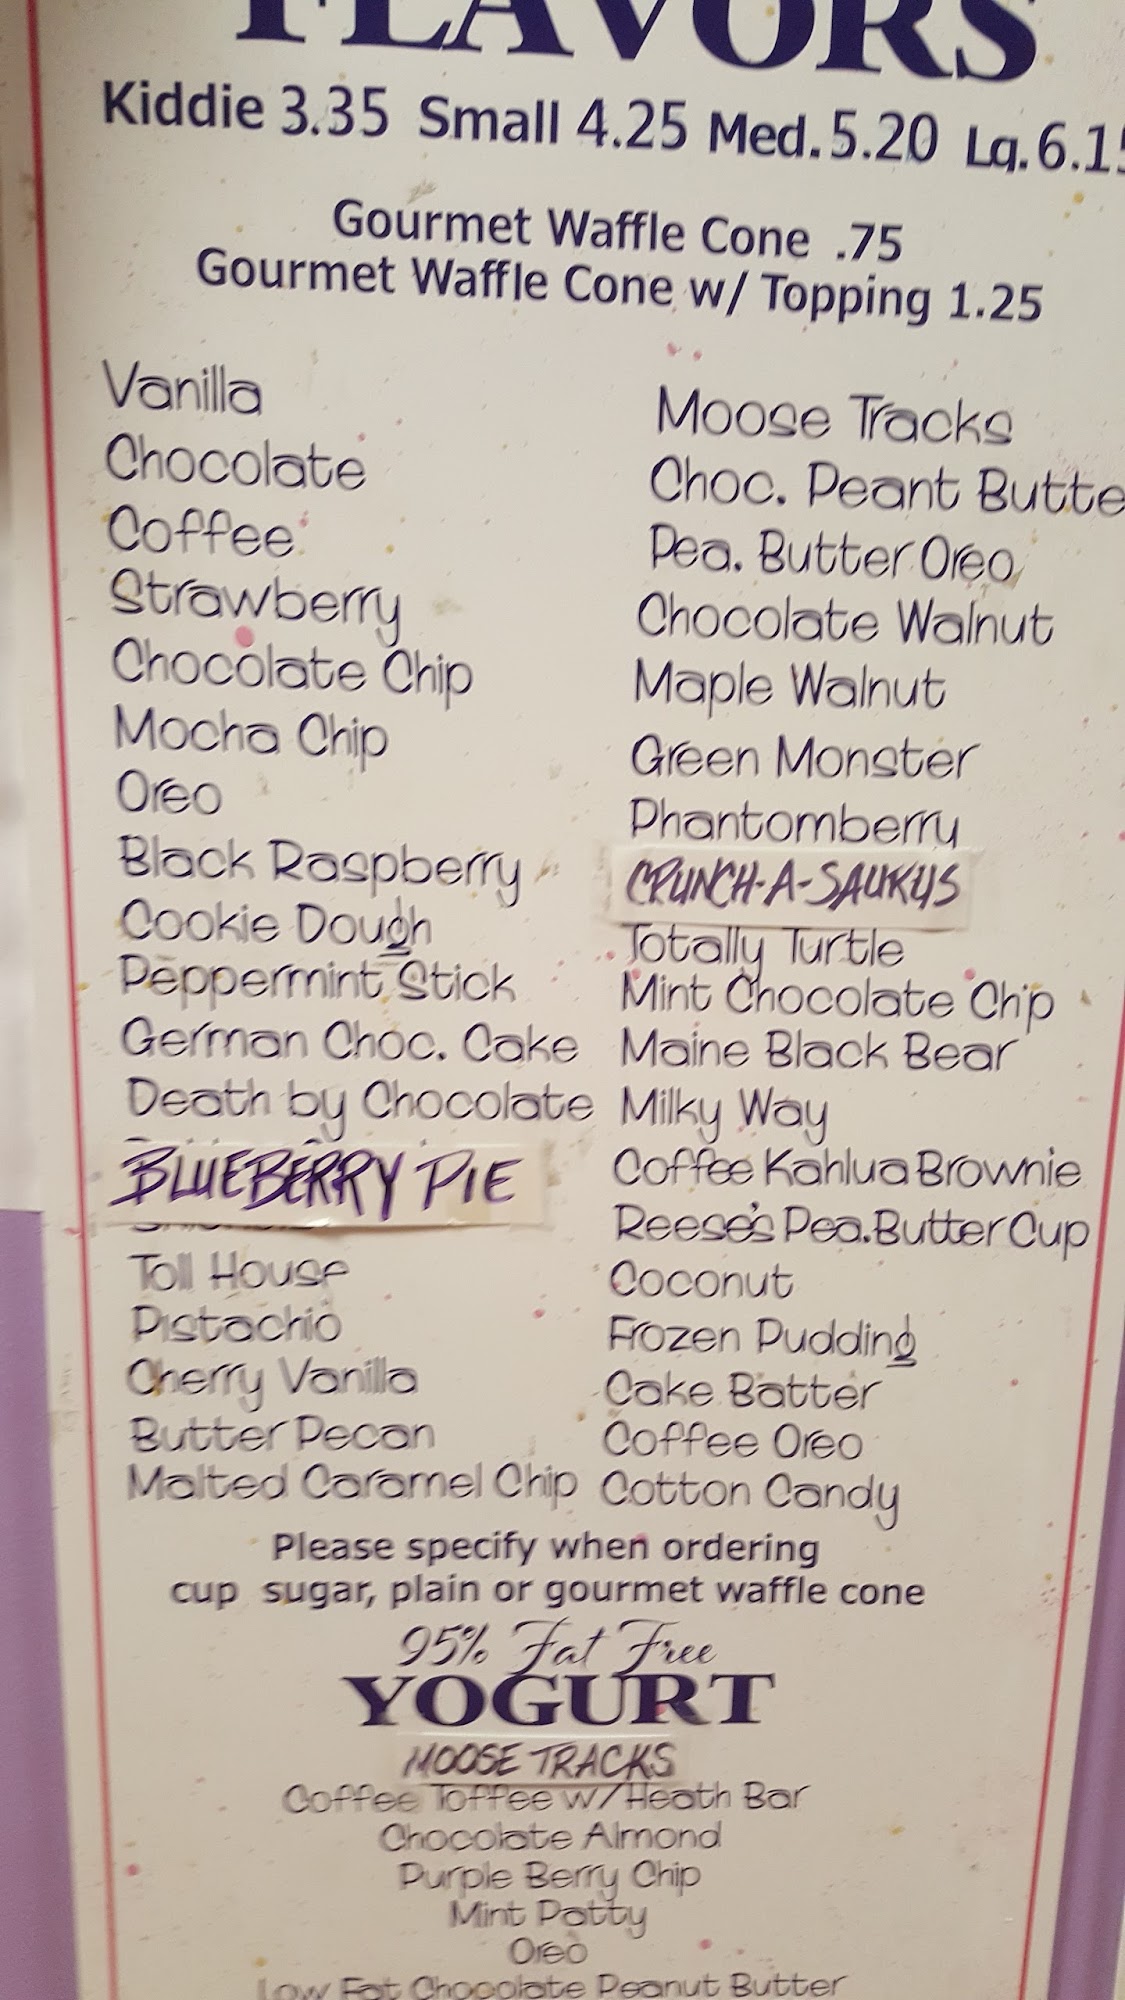 FLAVORS
Kiddie 3.35 Small 4.25 Med. 5.20 Lg. 6.15
Gourmet Waffle Cone .75
Gourmet Waffle Cone w/ Topping 1.25
Vanilla
Chocolate
Coffee
Strawberry
Chocolate Chip
Mocha Chip
Oreo
Black Raspberry
Cookie Dough
Peppermint Stick
German Choc. Cake
Death by Chocolate
BLUEBERRY PIE
Toll House
Pistachio
Cherry Vanilla
Butter Pecan
Malted Caramel Chip
Moose Tracks
Choc. Peant Butte
Pea. Butter Oreo
Chocolate Walnut
Maple Walnut
Green Monster
Phantomberry
CRUNCH-A-SAUKUS
Totally Turtle
Mint Chocolate Chip
Maine Black Bear
Milky Way
Coffee Kahlua Brownie
Reese's Pea. Butter Cup
Coconut
Frozen Pudding
Cake Batter
Coffee Oreo
Cotton Candy
Please specify when ordering
cup sugar, plain or gourmet waffle cone
95% Fat Free
YOGURT
MOOSE TRACKS
Coffee Toffee w/Heath Bar
Chocolate Almond
Purple Berry Chip
Mint Patty
Oreo
Low Fat Chocolate Peanut Butter